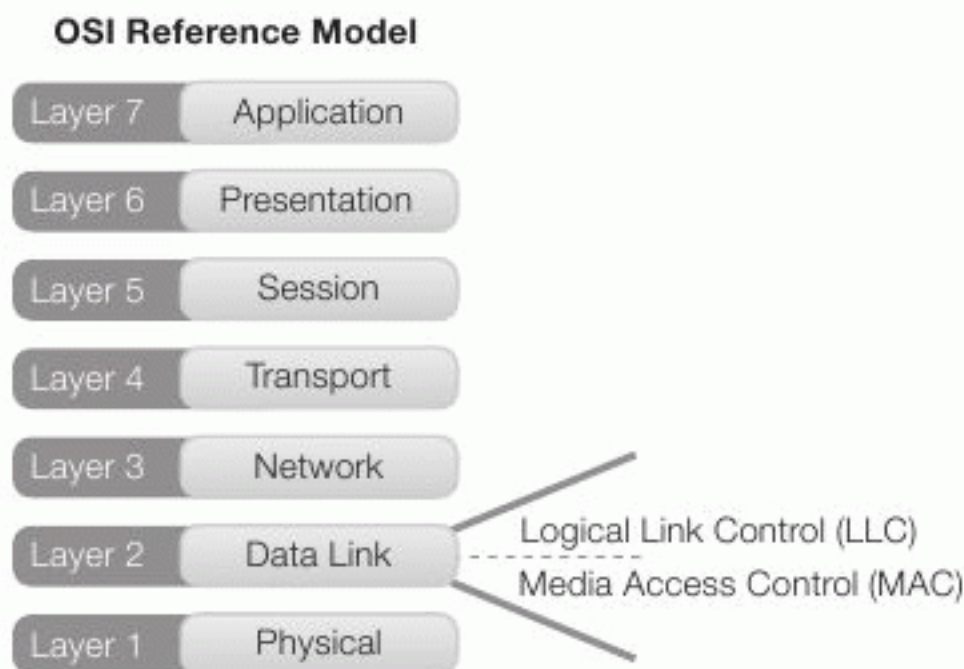 OSI Reference Model
Layer 7 Application
Layer 6 Presentation
Layer 5 Session
Layer 4 Transport
Layer 3 Network
Layer 2 Data Link
Logical Link Control (LLC)
Media Access Control (MAC)
Layer 1 Physical